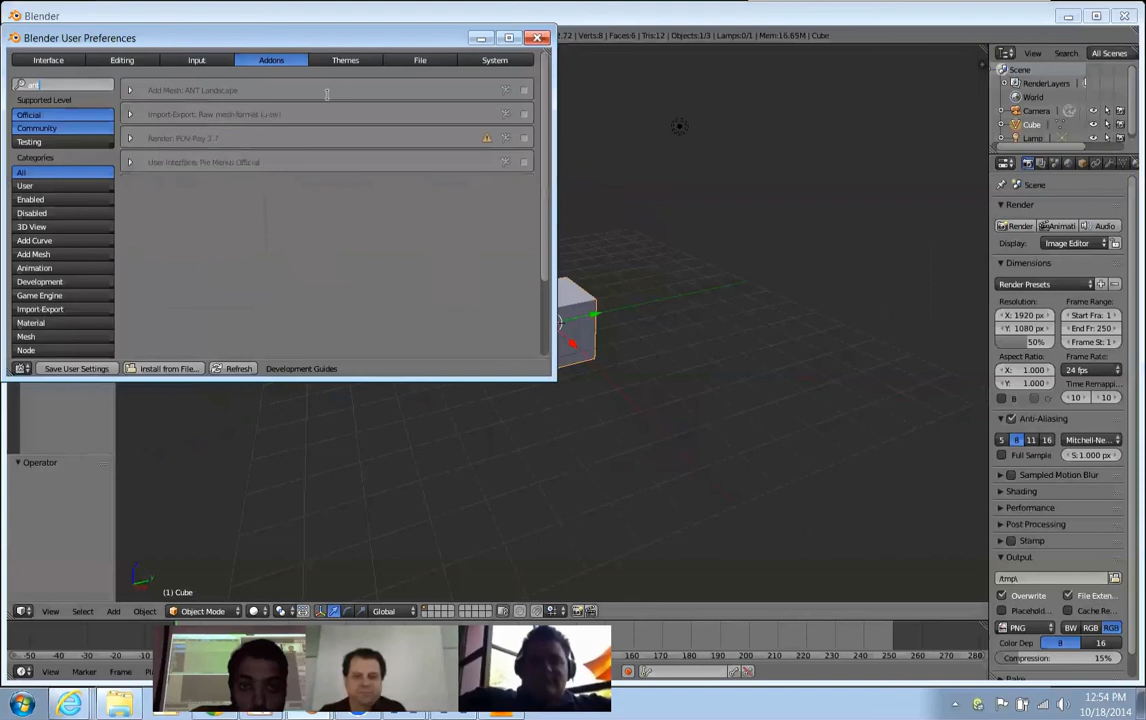 Blender
Blender User Preferences
2.72 | Verts:8 | Faces:6 | Tris:12 | Objects:1/3 | Lamps:0/1 | Mem:16.65M | Cube
Interface Editing Input Addons Themes File System
ant
Supported Level
Official
Community
Testing
Categories
All
User
Enabled
Disabled
3D View
Add Curve
Add Mesh
Animation
Development
Game Engine
Import-Export
Material
Mesh
Node
Add Mesh: ANT Landscape
Import-Export: Raw mesh format (.raw)
Render: POV-Ray 3.7
User Interface: Pie Menu: Official
Save User Settings Install from File... Refresh Development Guides
Operator
(1) Cube
View Select Add Object Object Mode Global
View Marker Frame
-50 -40 -30 -20 160 170 180 190 200 210 220 230 240 250 260 270 280
View Search All Scenes
Scene
RenderLayers
World
Camera
Cube
Lamp
Scene
Render
Render Animati Audio
Display: Image Editor
Dimensions
Render Presets
Resolution: Frame Range:
X: 1920 px Start Fra: 1
Y: 1080 px End Fr: 250
50% Frame St: 1
Aspect Ratio: Frame Rate:
X: 1.000 24 fps
Y: 1.000 Time Remappi...
B Cr 10 10
Anti-Aliasing
5 8 11 16 Mitchell-Ne...
Full Sample S: 1.000 px
Sampled Motion Blur
Shading
Performance
Post Processing
Stamp
Output
/tmp\
Overwrite File Exten...
Placehold... Cache Re...
PNG BW RGB RGB
Color Dep 8 16
Compression: 15%
12:54 PM
10/18/2014